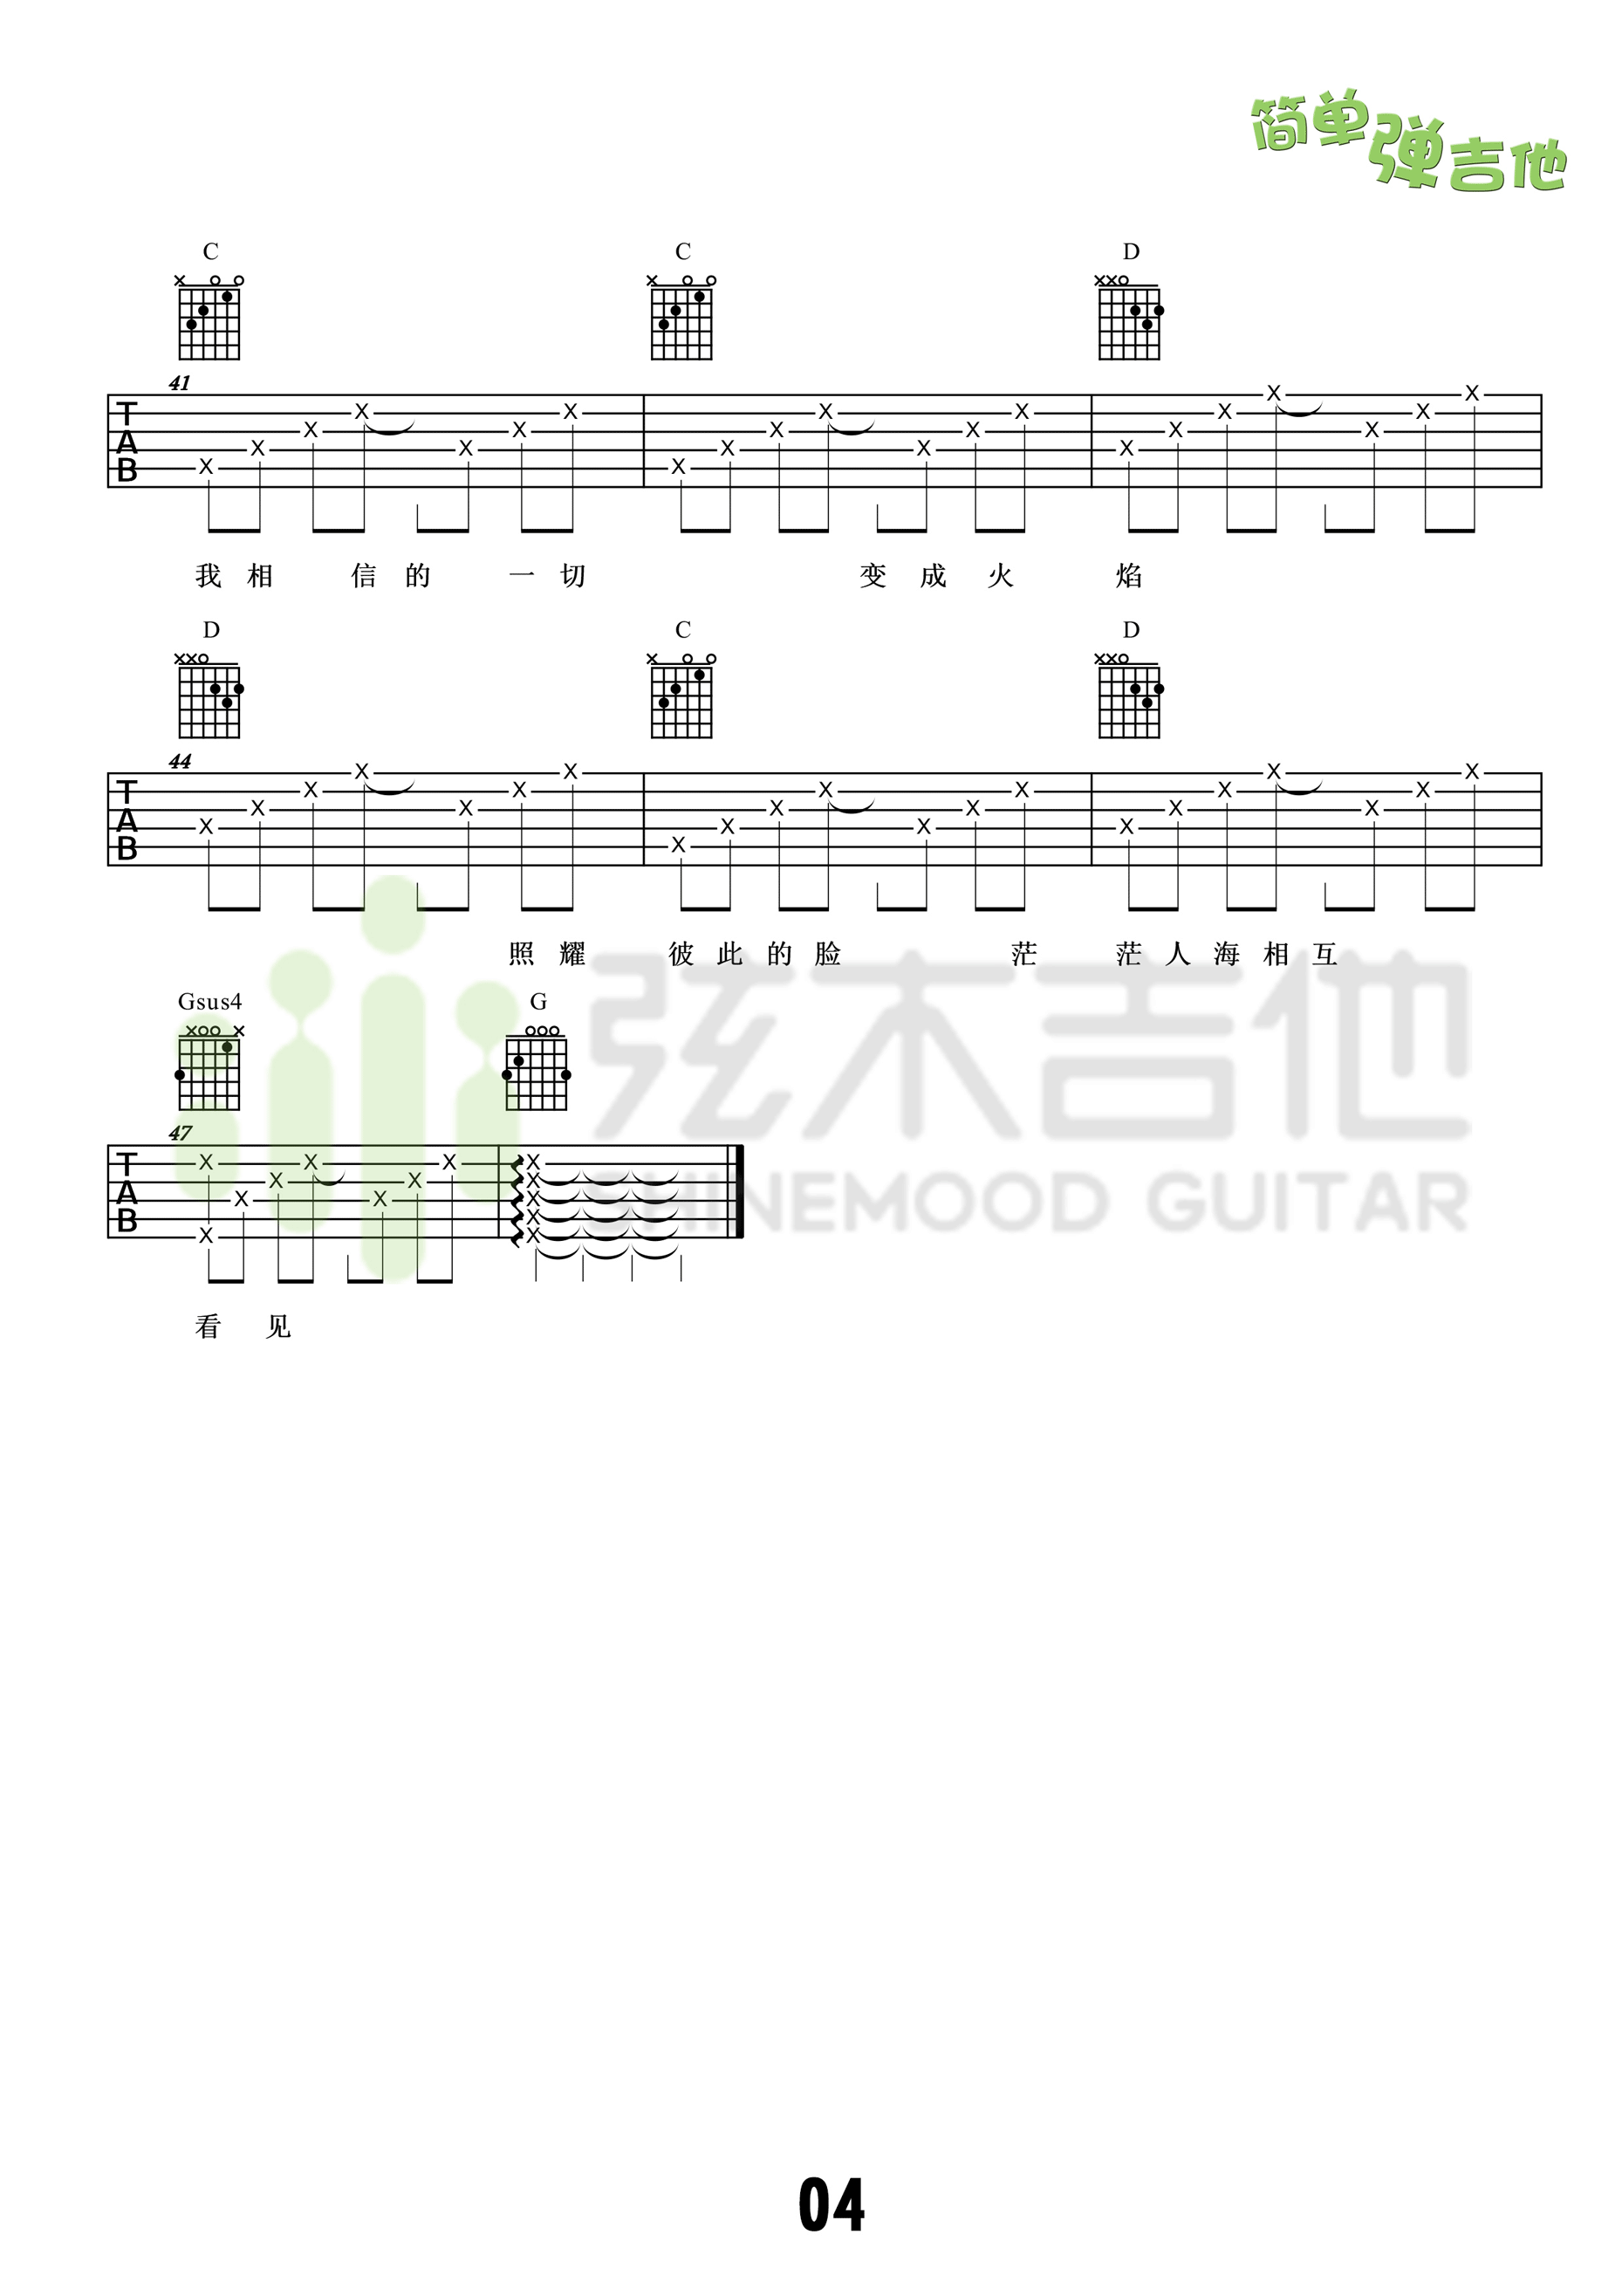 简单弹吉他
C C D
41
T
A
B
我 相 信 的 一 切 变 成 火 焰
D C D
44
T
A
B
照 耀 彼 此 的 脸 茫 茫 人 海 相 互
Gsus4 G
弦木吉他
47
T
A
B
SHINEMOOD GUITAR
看 见
04